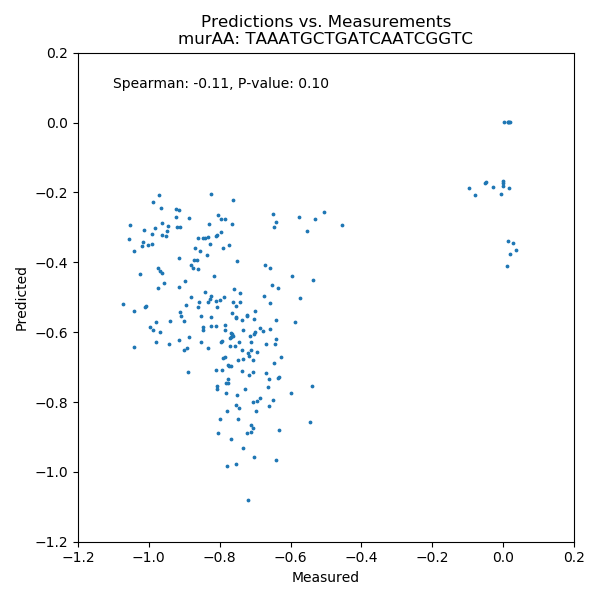 Predictions vs. Measurements
murAA: TAAATGCTGATCAATCGGTC
Spearman: -0.11, P-value: 0.10
0.2
0.0
−0.2
−0.4
−0.6
−0.8
−1.0
−1.2
Predicted
−1.2 −1.0 −0.8 −0.6 −0.4 −0.2 0.0 0.2
Measured